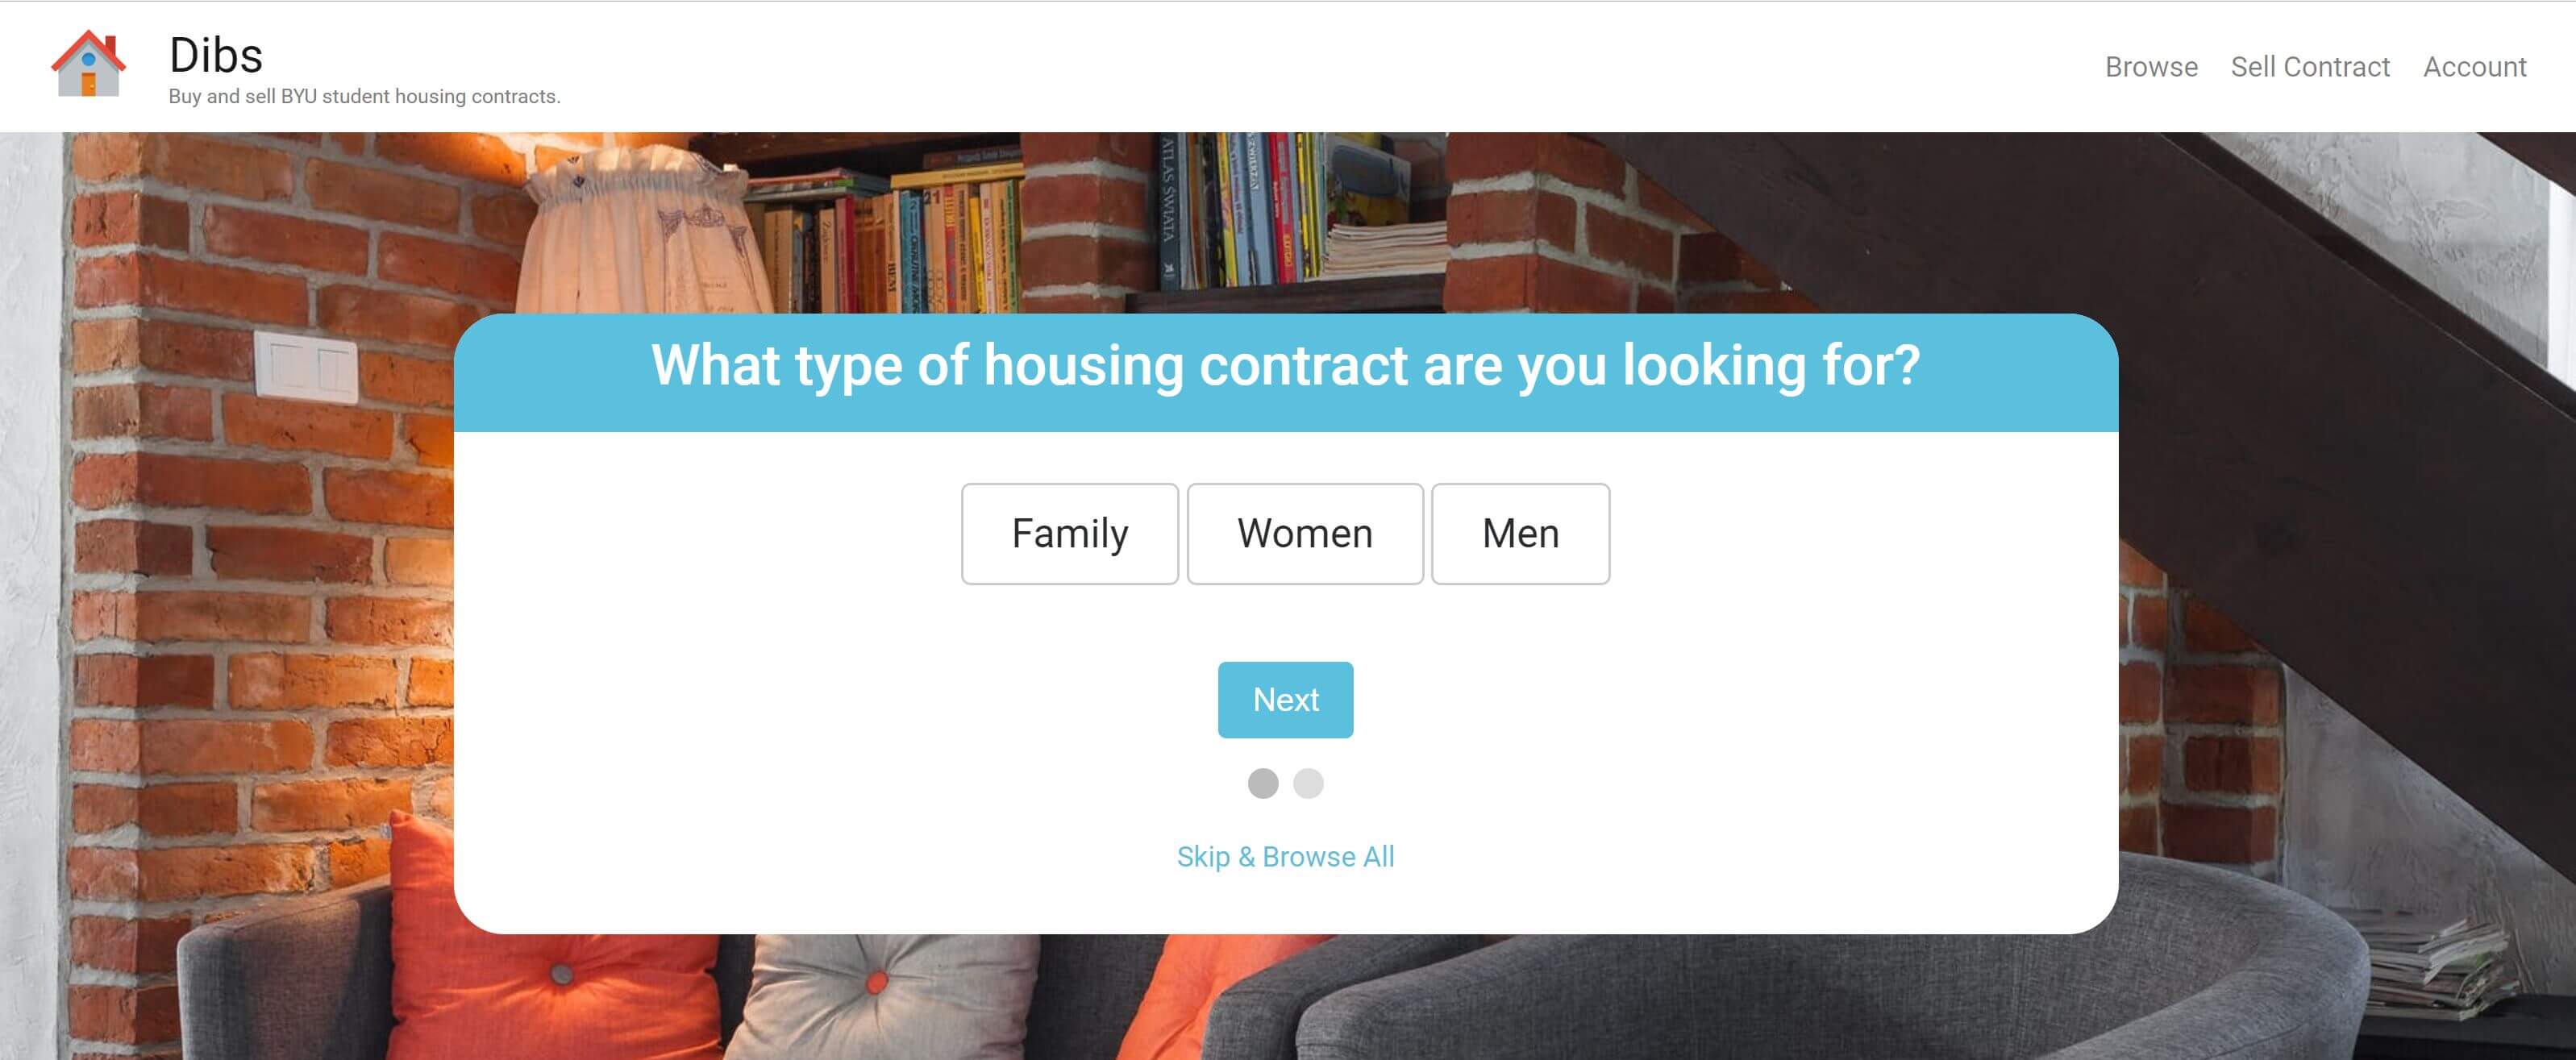 Dibs
Buy and sell BYU student housing contracts.
Browse Sell Contract Account
ATLAS ŚWIATA
21
What type of housing contract are you looking for?
Family Women Men
Next
Skip & Browse All